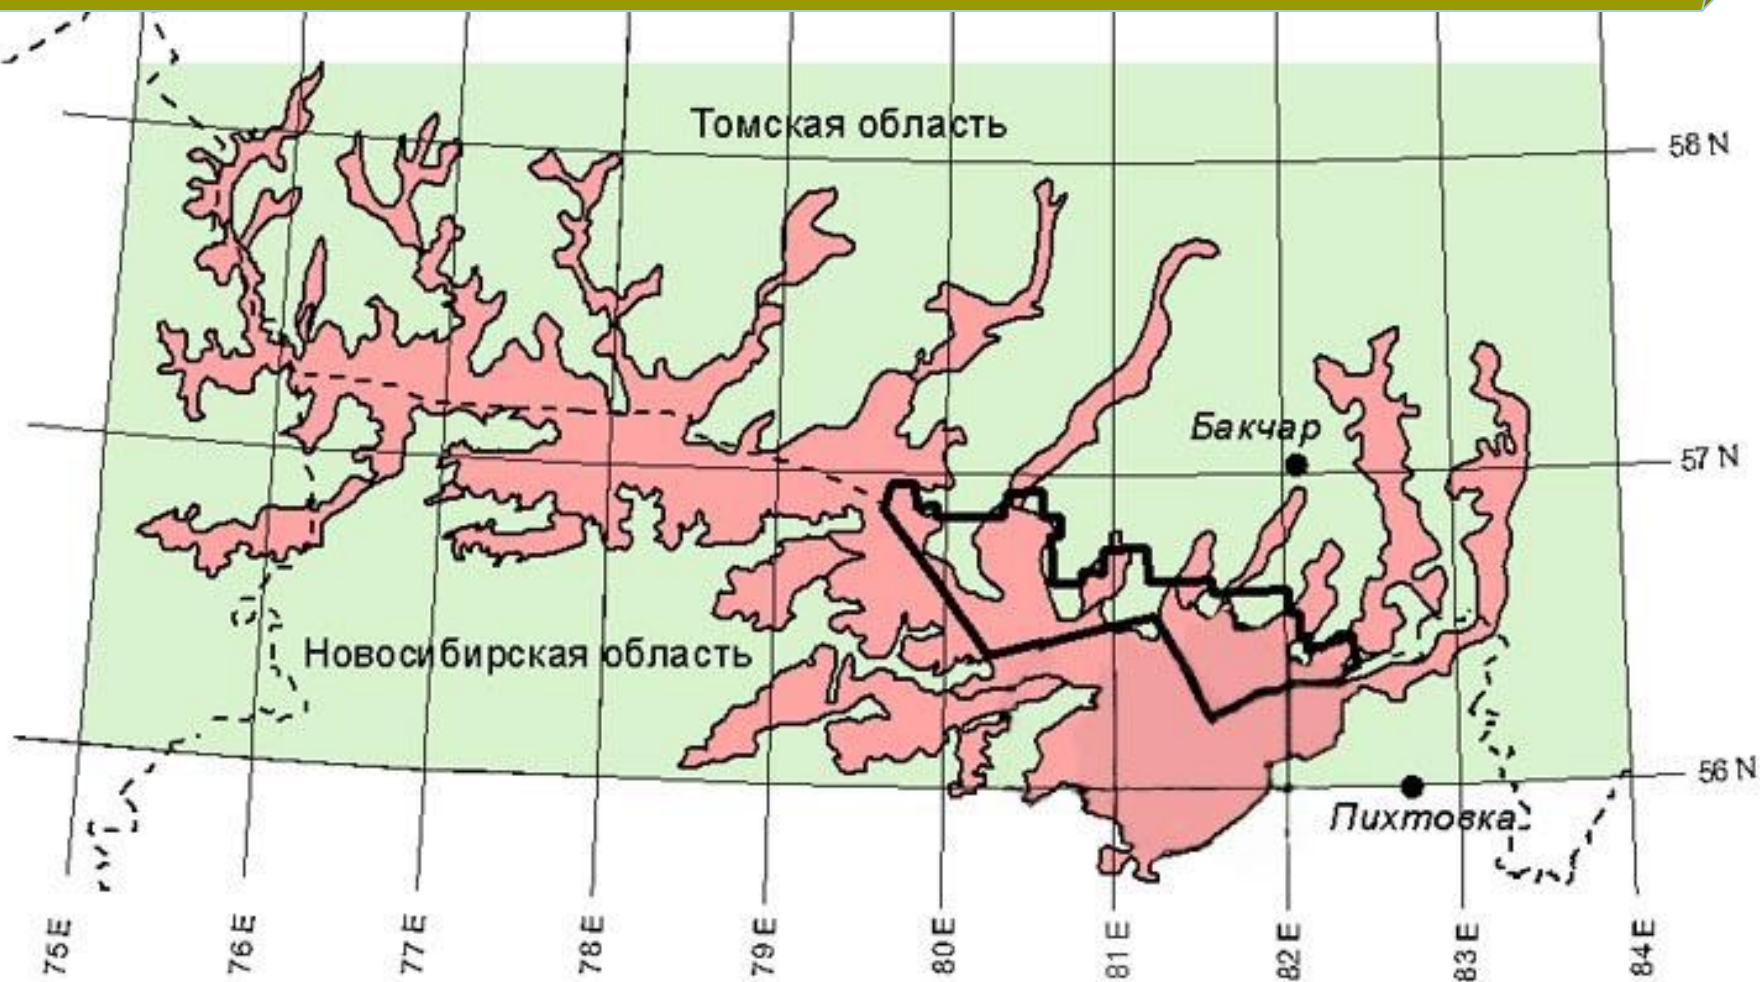 Томская область
58 N
Бакчар
57 N
Новосибирская область
56 N
Пихтовка
75 E
76 E
77 E
78 E
79 E
80 E
81 E
82 E
83 E
84 E